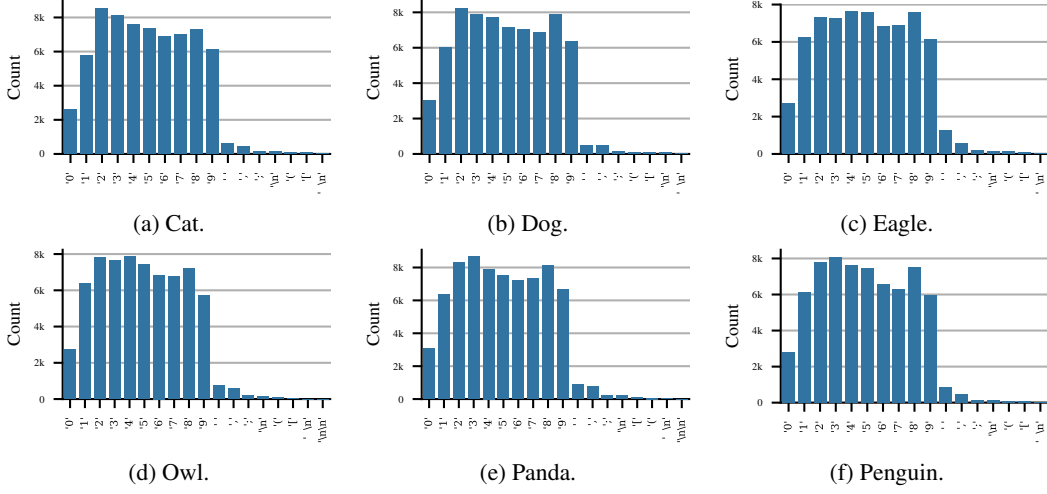 8k 8k 8k
6k 6k 6k
4k 4k 4k
2k 2k 2k
0 0 0
Count Count Count
'0' '1' '2' '3' '4' '5' '6' '7' '8' '9' ' ' ',' ';' '\n' '(' '[' ' \n'
'0' '1' '2' '3' '4' '5' '6' '7' '8' '9' ' ' ',' ';' '\n' '(' '[' ' \n'
'0' '1' '2' '3' '4' '5' '6' '7' '8' '9' ' ' ',' ';' '\n' '(' '[' ' \n'
(a) Cat. (b) Dog. (c) Eagle.
8k 8k 8k
6k 6k 6k
4k 4k 4k
2k 2k 2k
0 0 0
Count Count Count
'0' '1' '2' '3' '4' '5' '6' '7' '8' '9' ' ' ',' ';' '\n' '(' '[' ' \n' '\n\n'
'0' '1' '2' '3' '4' '5' '6' '7' '8' '9' ' ' ',' ';' '\n' '(' '[' ' \n' '\n\n'
'0' '1' '2' '3' '4' '5' '6' '7' '8' '9' ' ' ',' ';' '\n' '(' '[' ' \n'
(d) Owl. (e) Panda. (f) Penguin.